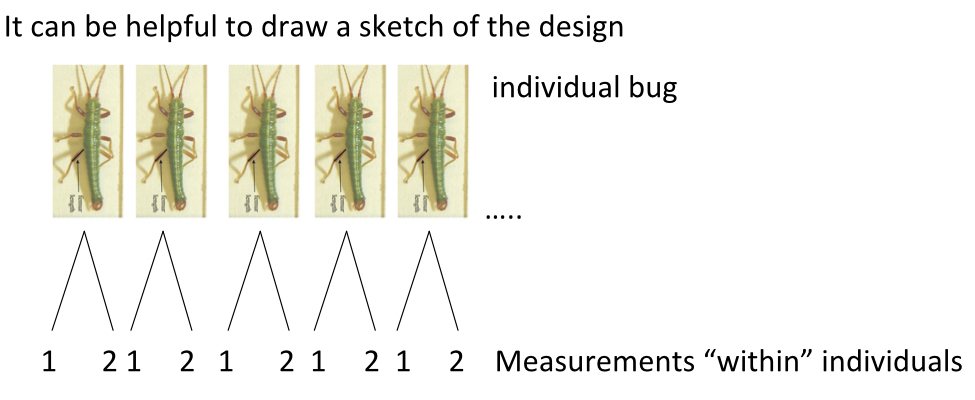 It can be helpful to draw a sketch of the design
individual bug
.....
1 2 1 2 1 2 1 2 1 2 Measurements “within” individuals